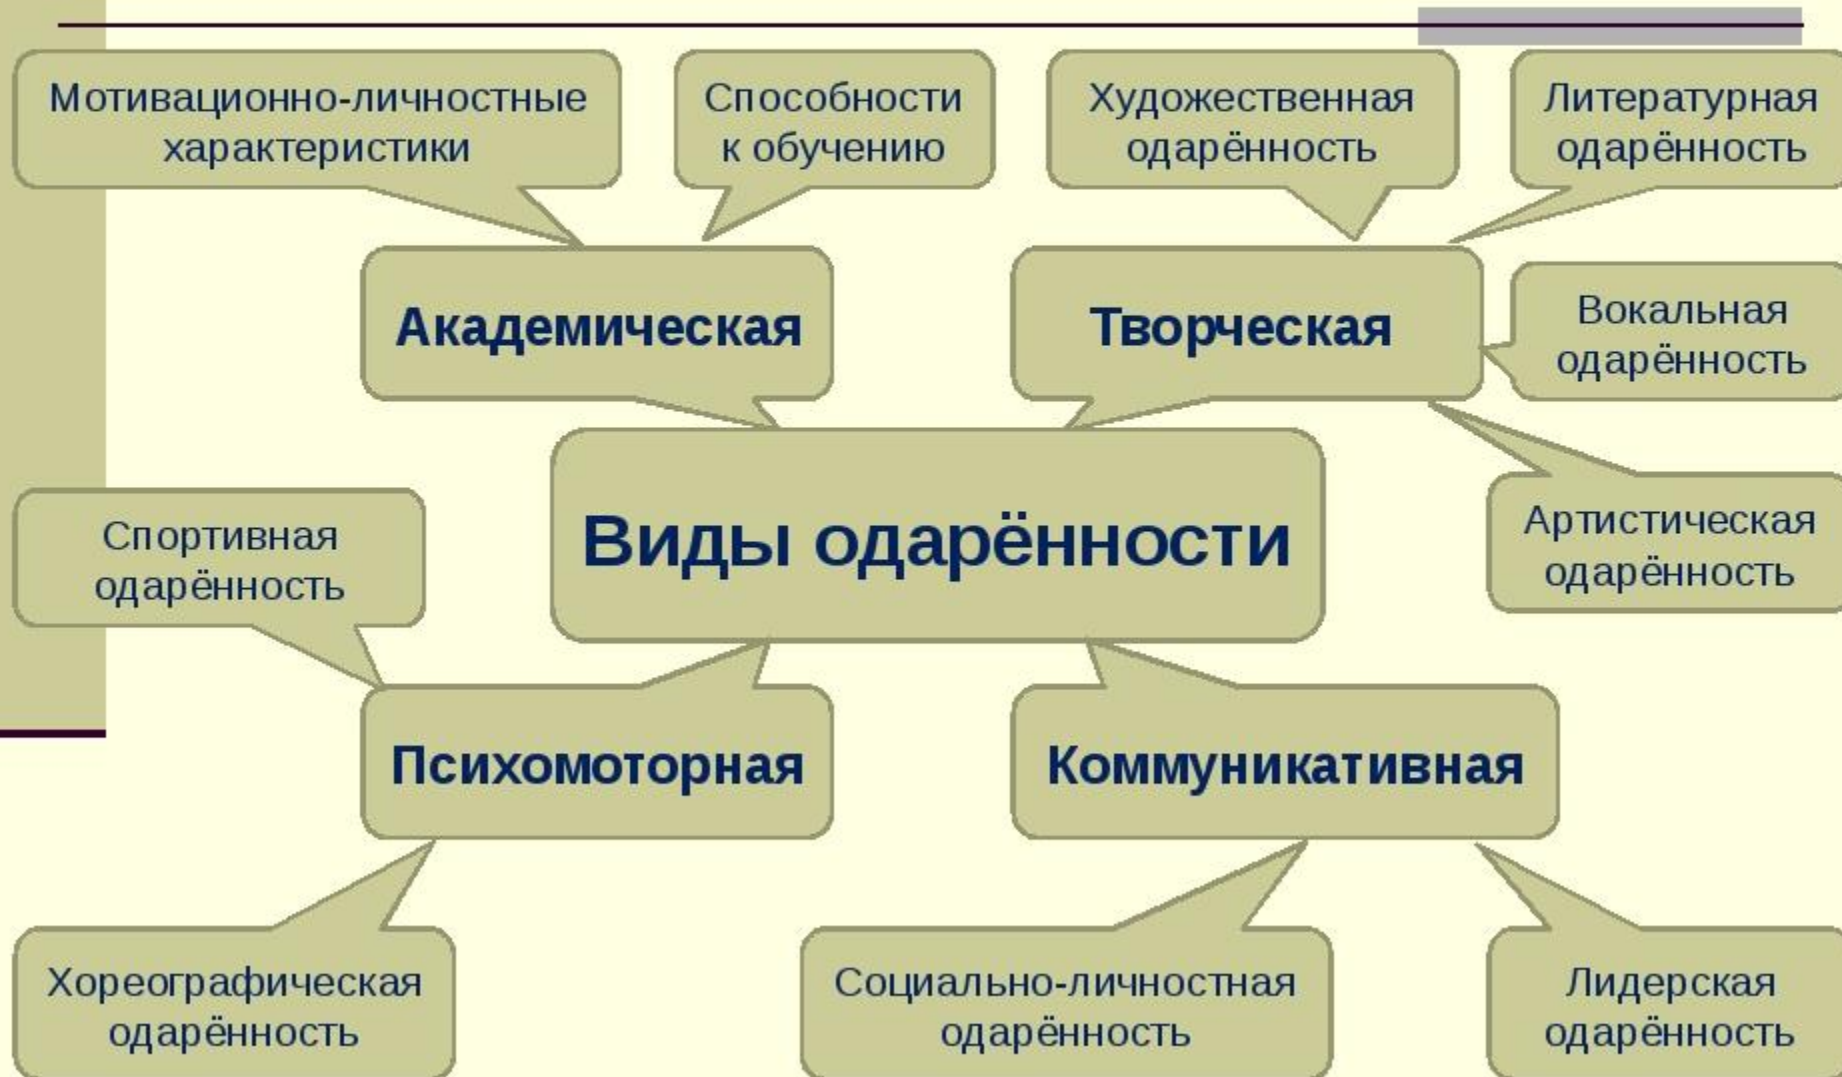 Мотивационно-личностные
характеристики
Способности
к обучению
Художественная
одарённость
Литературная
одарённость
Академическая
Творческая
Вокальная
одарённость
Виды одарённости
Спортивная
одарённость
Артистическая
одарённость
Психомоторная
Коммуникативная
Хореографическая
одарённость
Социально-личностная
одарённость
Лидерская
одарённость